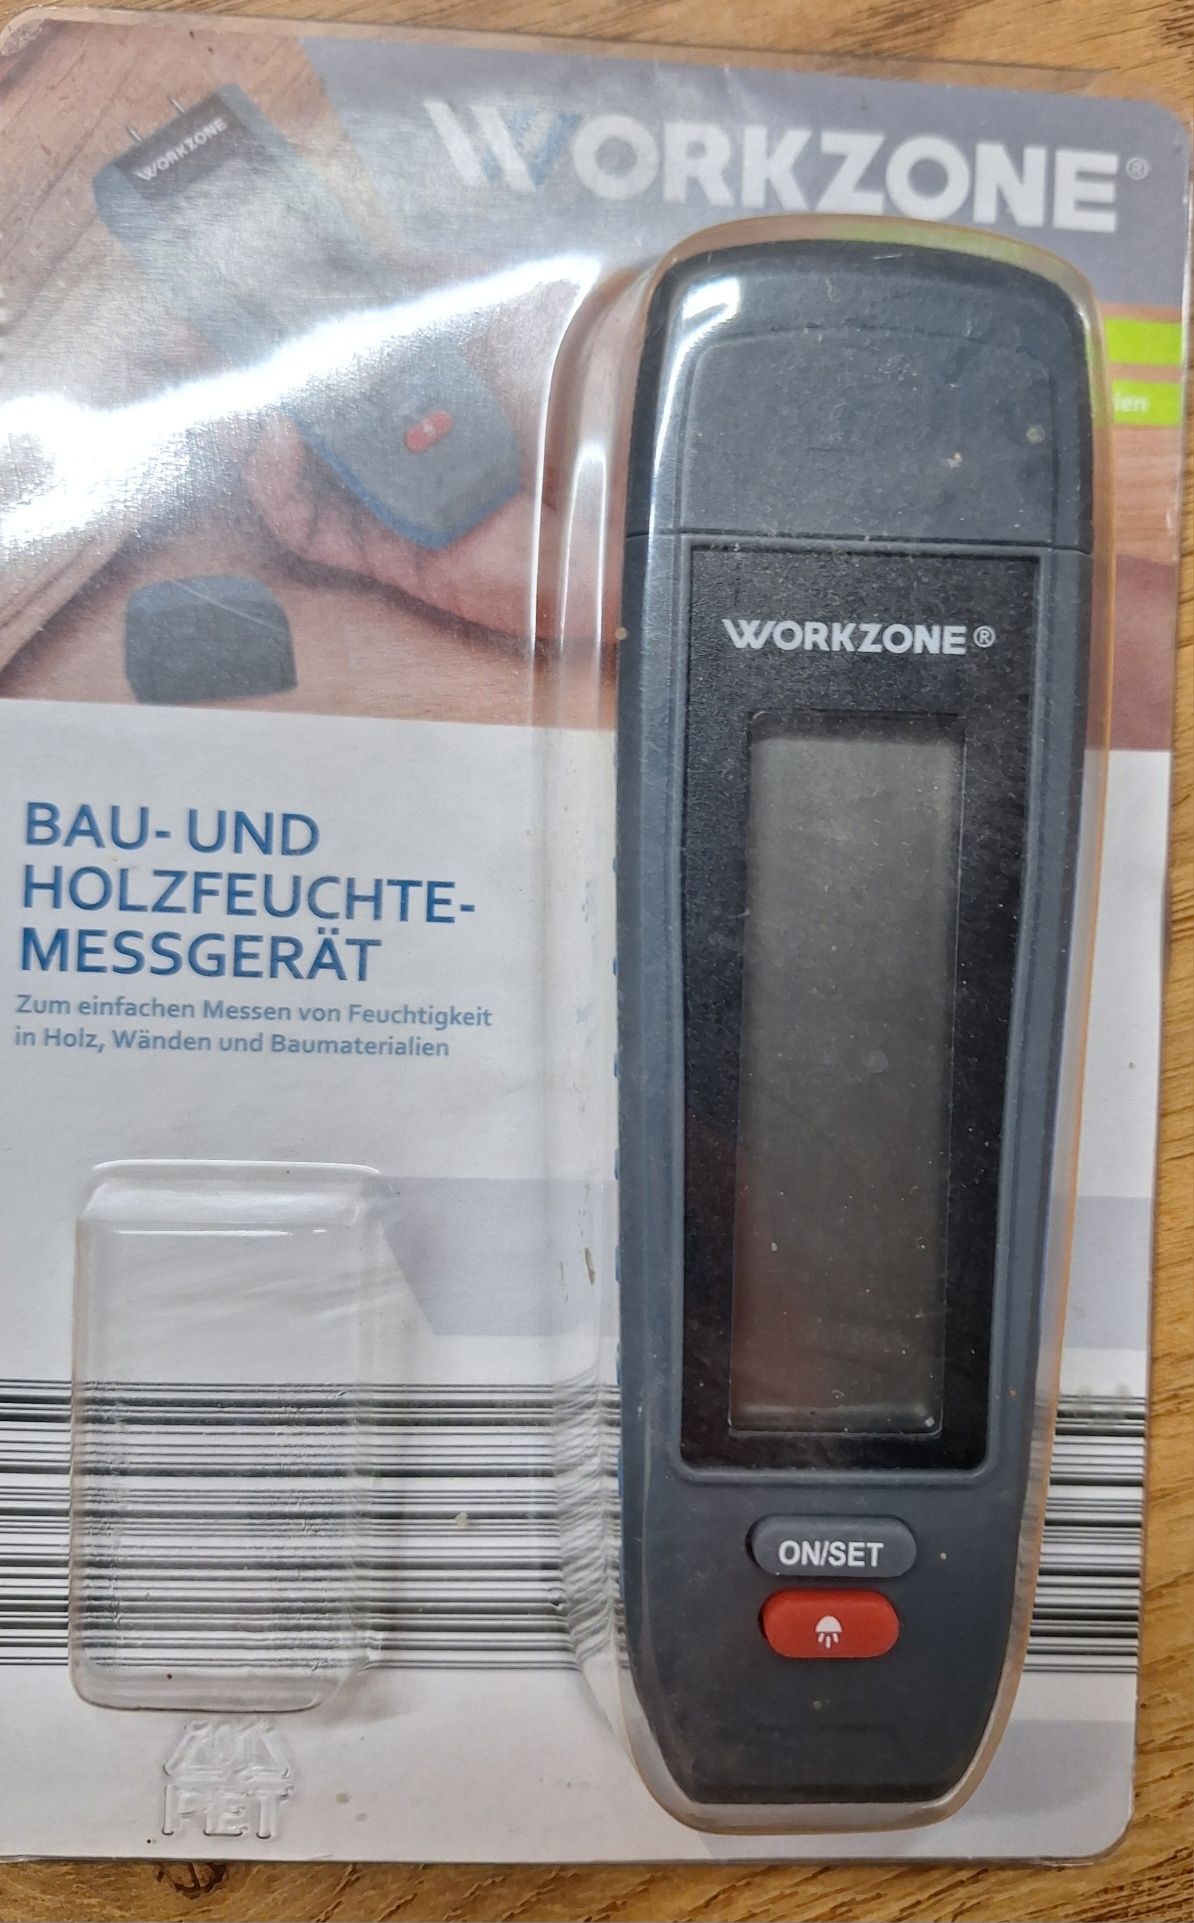 WORKZONE
WORKZONE®
len
WORKZONE®
BAU- UND
HOLZFEUCHTE-
MESSGERÄT
Zum einfachen Messen von Feuchtigkeit
in Holz, Wänden und Baumaterialien
ON/SET
PET